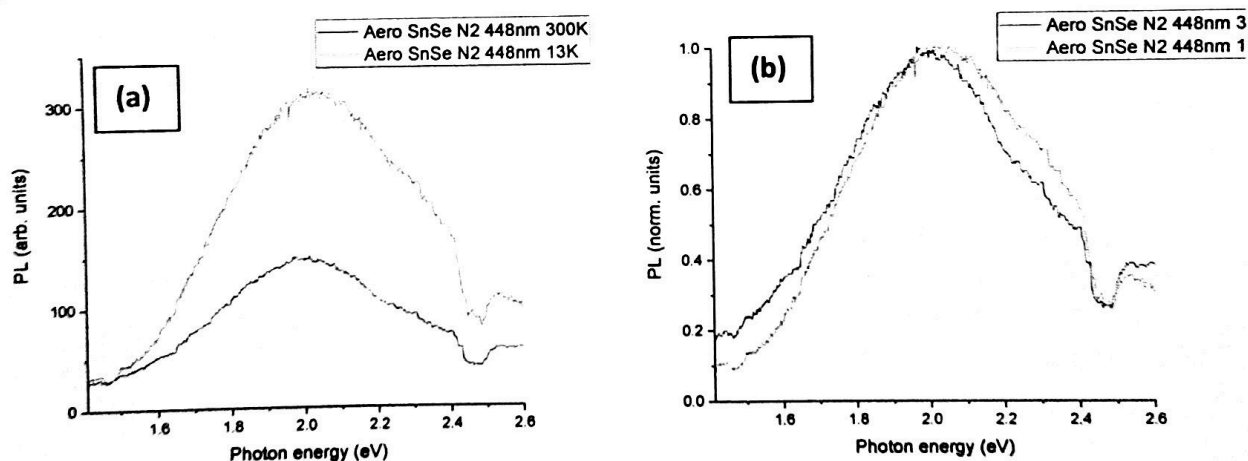 Aero SnSe N2 448nm 300K
Aero SnSe N2 448nm 13K
(a)
PL (arb. units)
300
200
100
0
1.6
1.8
2.0
2.2
2.4
2.6
Photon energy (eV)
Aero SnSe N2 448nm 3
Aero SnSe N2 448nm 1
(b)
PL (norm. units)
1.0
0.8
0.6
0.4
0.2
0.0
1.6
1.8
2.0
2.2
2.4
2.6
Photon energy (eV)